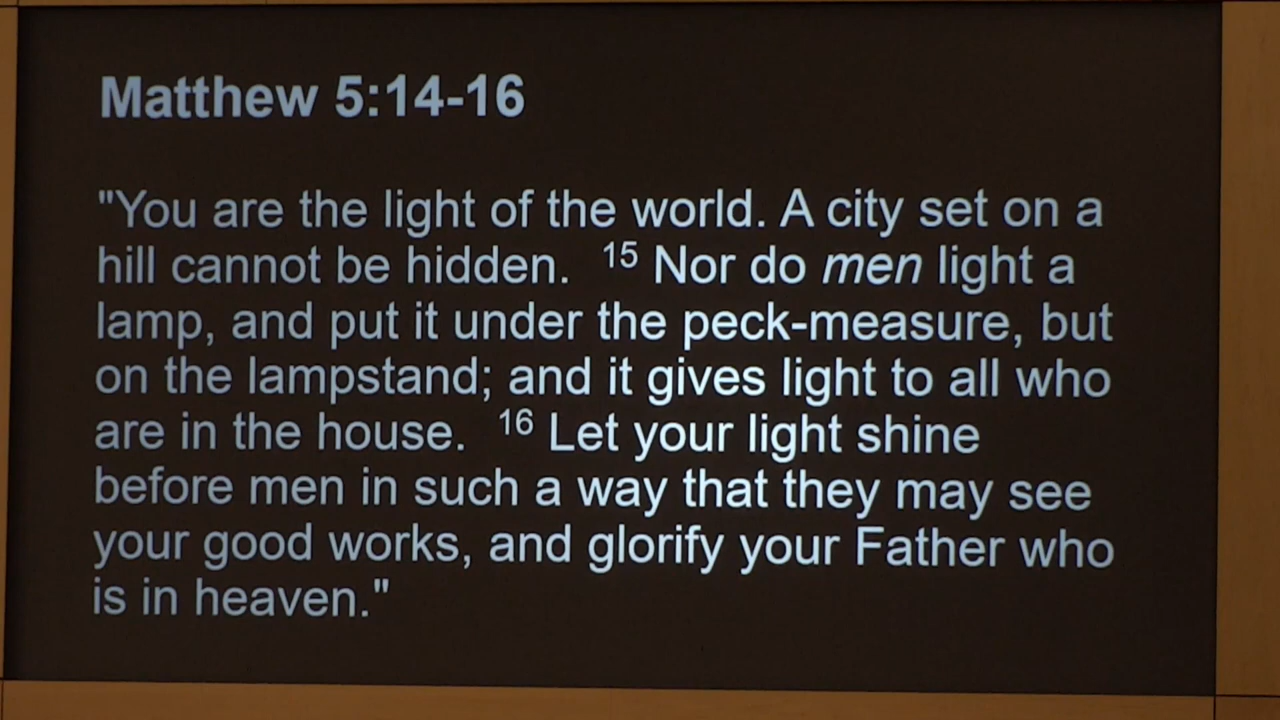 Matthew 5:14-16
"You are the light of the world. A city set on a
hill cannot be hidden. 15 Nor do men light a
lamp, and put it under the peck-measure, but
on the lampstand; and it gives light to all who
are in the house. 16 Let your light shine
before men in such a way that they may see
your good works, and glorify your Father who
is in heaven."